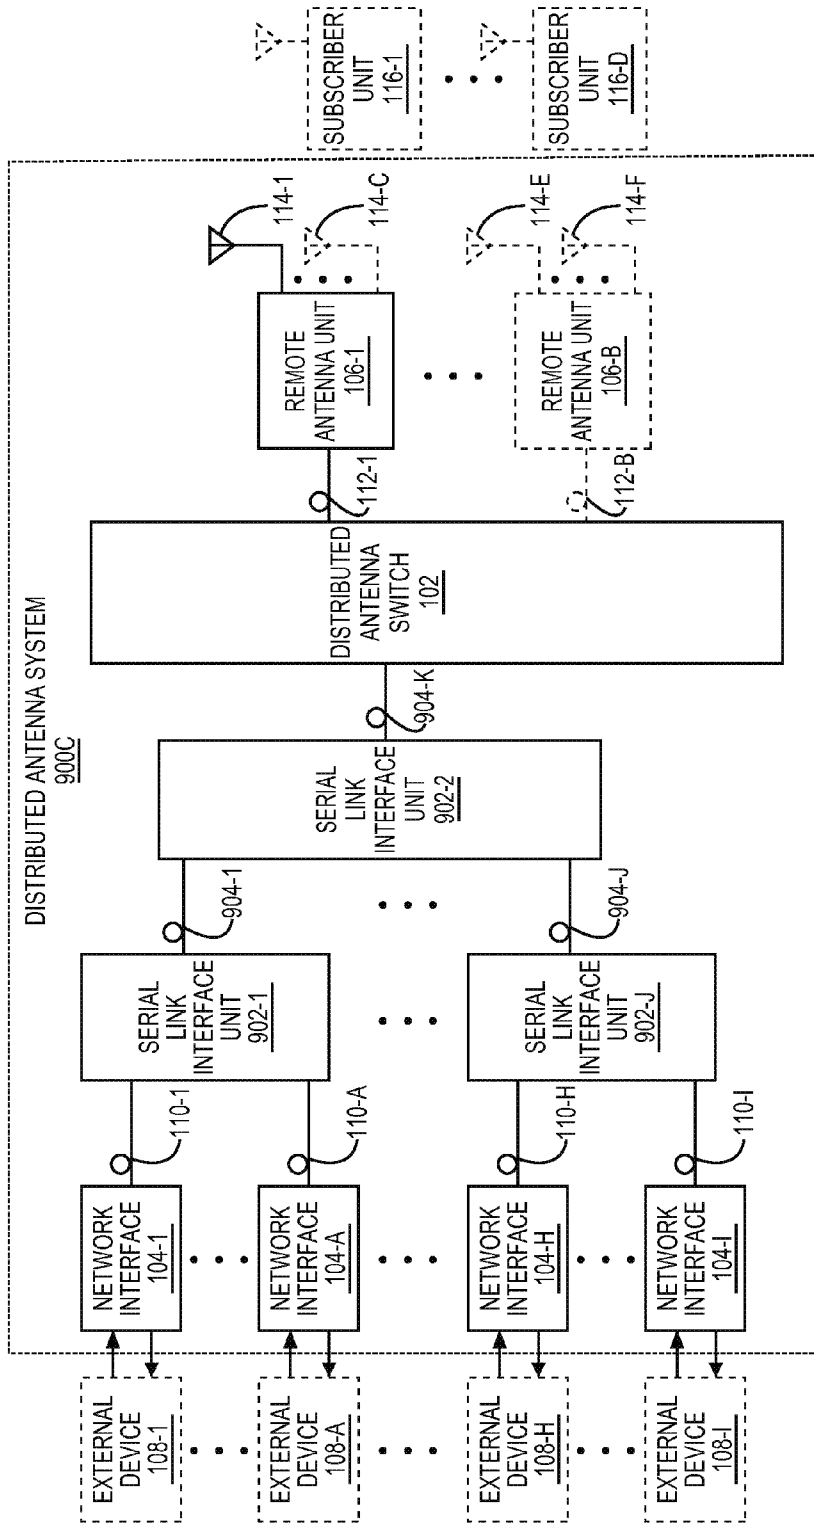 DISTRIBUTED ANTENNA SYSTEM
900C
EXTERNAL
DEVICE
108-1
EXTERNAL
DEVICE
108-A
EXTERNAL
DEVICE
108-H
EXTERNAL
DEVICE
108-I
NETWORK
INTERFACE
104-1
NETWORK
INTERFACE
104-A
NETWORK
INTERFACE
104-H
NETWORK
INTERFACE
104-I
110-1
110-A
110-H
110-I
SERIAL
LINK
INTERFACE
UNIT
902-1
SERIAL
LINK
INTERFACE
UNIT
902-J
904-1
904-J
SERIAL
LINK
INTERFACE
UNIT
902-2
904-K
DISTRIBUTED
ANTENNA
SWITCH
102
112-1
112-B
REMOTE
ANTENNA UNIT
106-1
REMOTE
ANTENNA UNIT
106-B
114-1
114-C
114-E
114-F
SUBSCRIBER
UNIT
116-1
SUBSCRIBER
UNIT
116-D